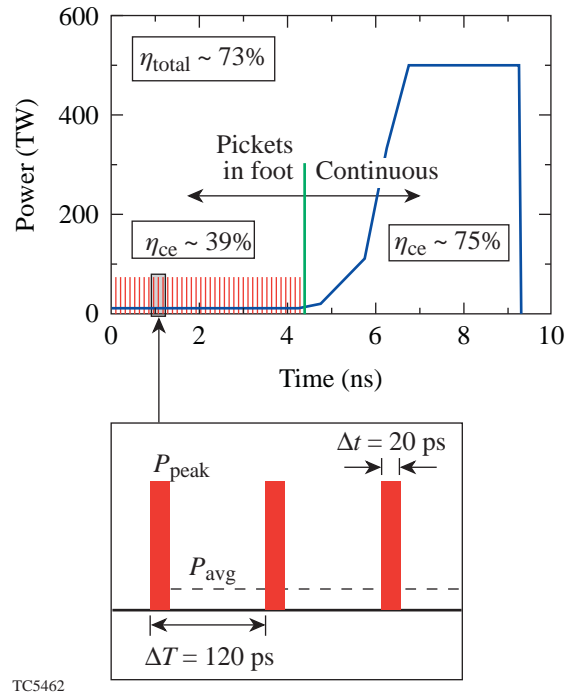 600
400
200
0
Power (TW)
η_total ~ 73%
Pickets
in foot
Continuous
η_ce ~ 39%
η_ce ~ 75%
0 2 4 6 8 10
Time (ns)
Δt = 20 ps
P_peak
P_avg
ΔT = 120 ps
TC5462